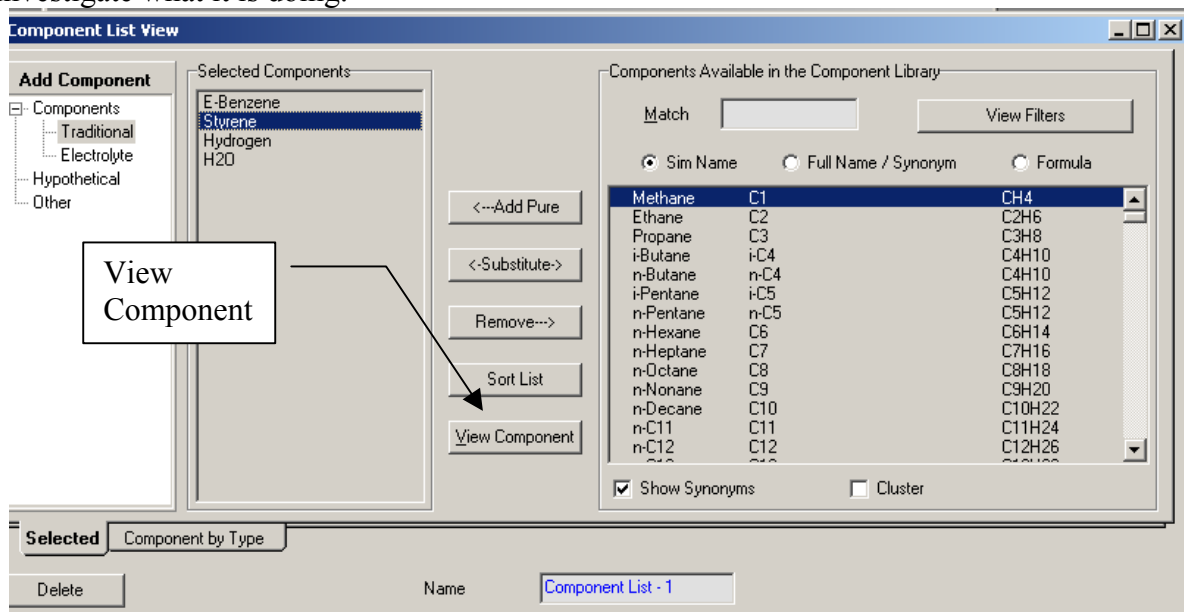 investigate what it is doing.
Component List View
Add Component
Components
Traditional
Electrolyte
Hypothetical
Other
Selected Components
E-Benzene
Styrene
Hydrogen
H2O
View
Component
<---Add Pure
<-Substitute->
Remove--->
Sort List
View Component
Components Available in the Component Library
Match
View Filters
Sim Name Full Name / Synonym Formula
Methane C1 CH4
Ethane C2 C2H6
Propane C3 C3H8
i-Butane i-C4 C4H10
n-Butane n-C4 C4H10
i-Pentane i-C5 C5H12
n-Pentane n-C5 C5H12
n-Hexane C6 C6H14
n-Heptane C7 C7H16
n-Octane C8 C8H18
n-Nonane C9 C9H20
n-Decane C10 C10H22
n-C11 C11 C11H24
n-C12 C12 C12H26
Show Synonyms Cluster
Selected Component by Type
Delete Name Component List - 1